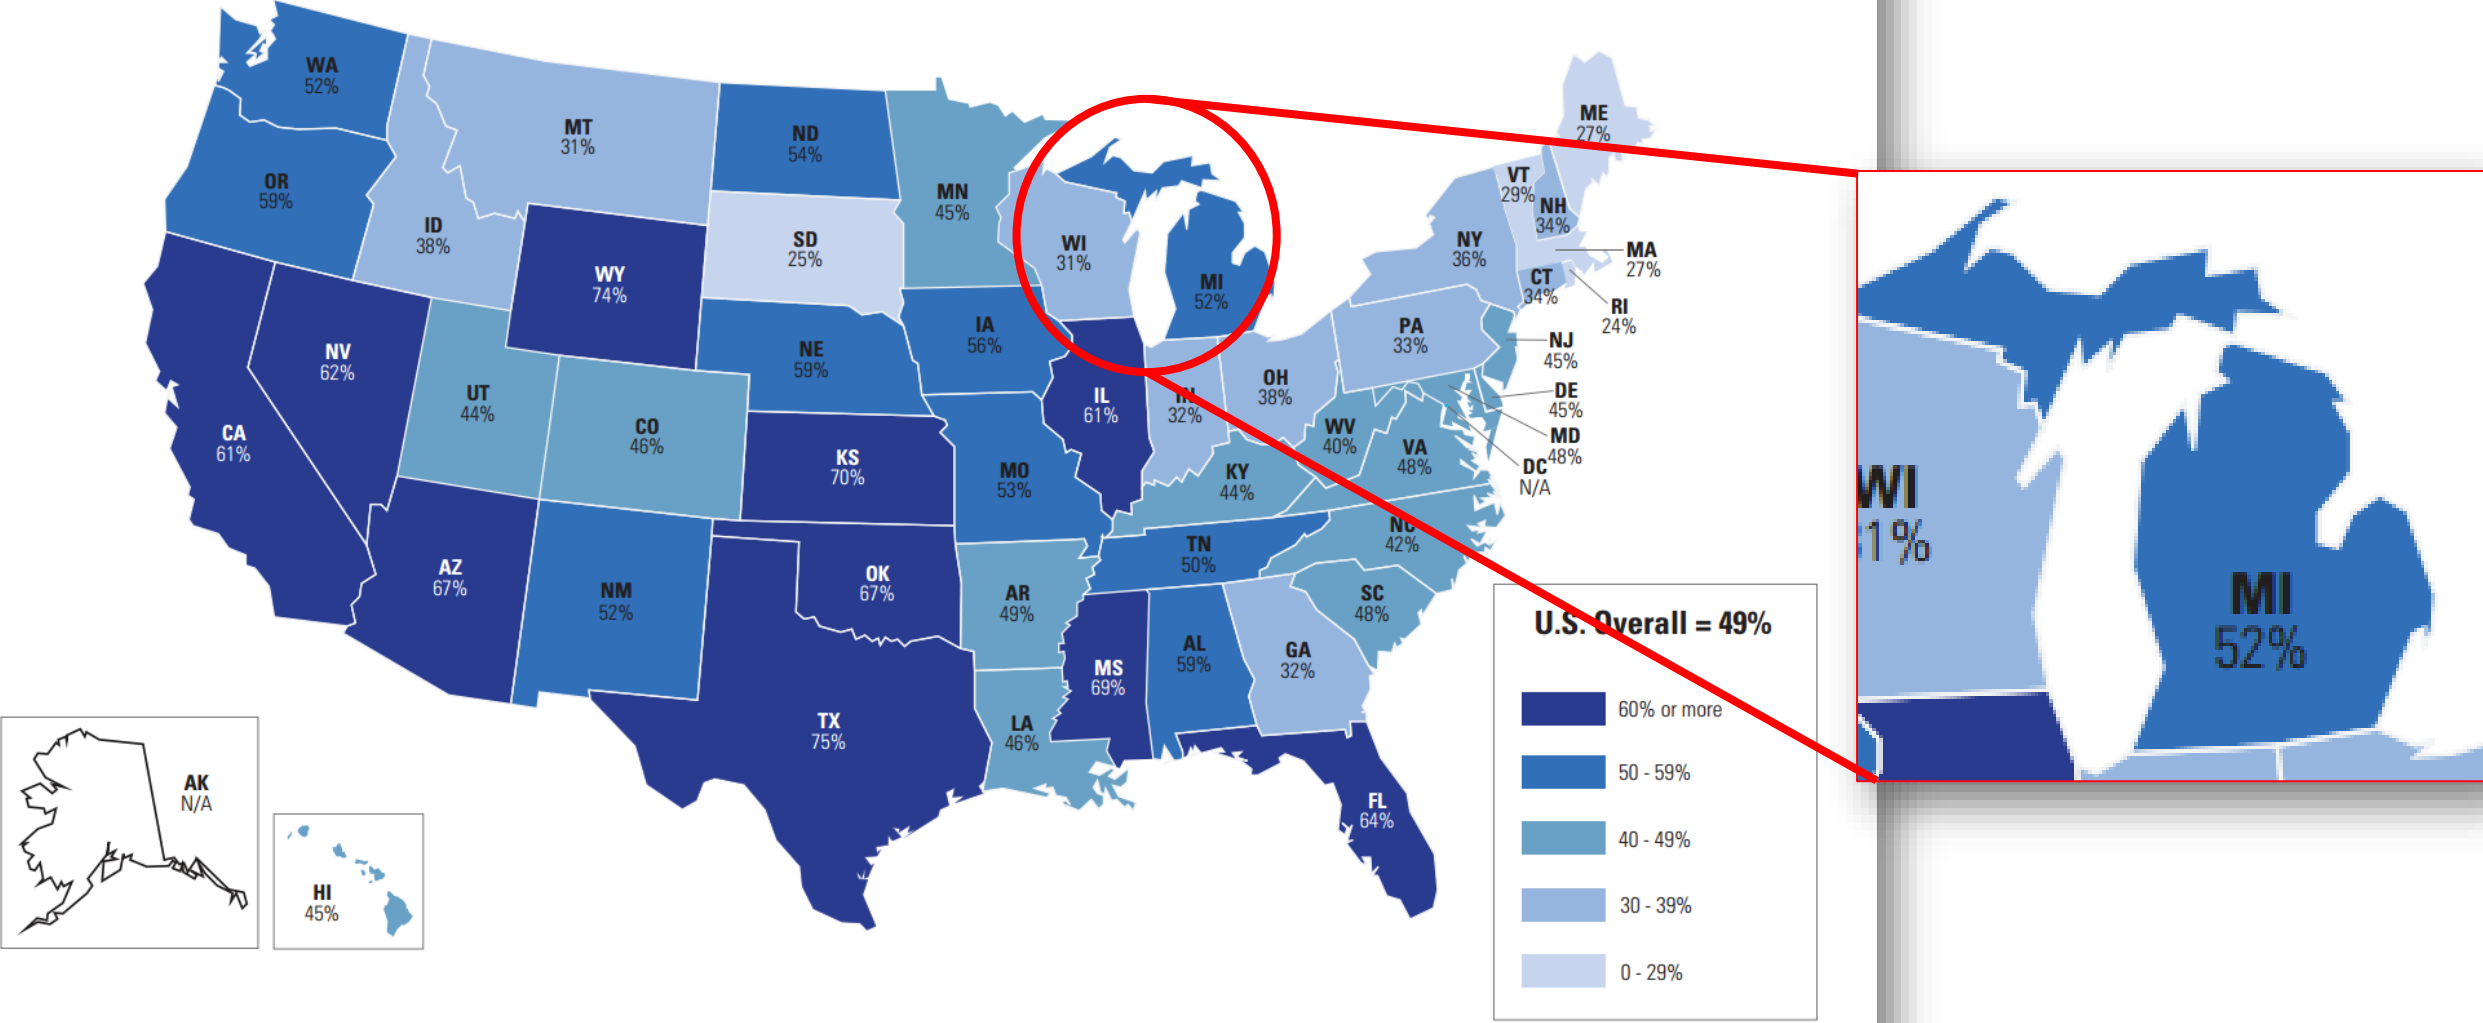 WA
52%
OR
59%
ID
38%
MT
31%
ND
54%
MN
45%
SD
25%
WY
74%
WI
31%
MI
52%
IA
56%
NE
59%
NV
62%
UT
44%
CO
46%
CA
61%
KS
70%
MO
53%
IL
61%
IN
32%
OH
38%
PA
33%
NY
36%
VT
29%
NH
34%
ME
27%
MA
27%
CT
34%
RI
24%
NJ
45%
DE
45%
MD
48%
DC
N/A
WV
40%
VA
48%
KY
44%
NC
42%
TN
50%
SC
48%
GA
32%
AL
59%
MS
69%
AR
49%
LA
46%
OK
67%
TX
75%
NM
52%
AZ
67%
FL
64%
AK
N/A
HI
45%
U.S. Overall = 49%
60% or more
50 - 59%
40 - 49%
30 - 39%
0 - 29%
WI
1%
MI
52%